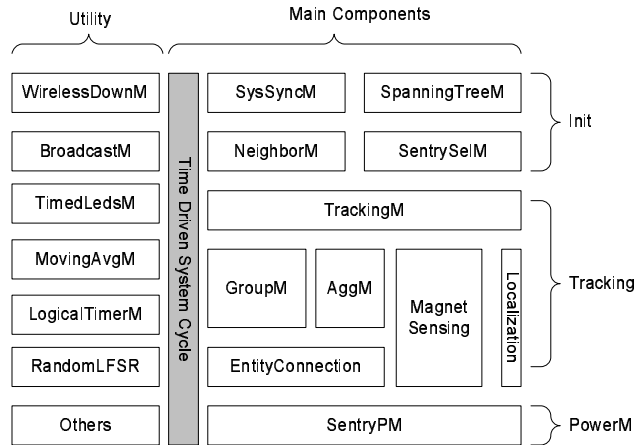 Utility
Main Components
WirelessDownM
SysSyncM
SpanningTreeM
Init
BroadcastM
NeighborM
SentrySelM
Time Driven System Cycle
TimedLedsM
TrackingM
MovingAvgM
GroupM
AggM
Magnet
Sensing
Localization
Tracking
LogicalTimerM
RandomLFSR
EntityConnection
Others
SentryPM
PowerM